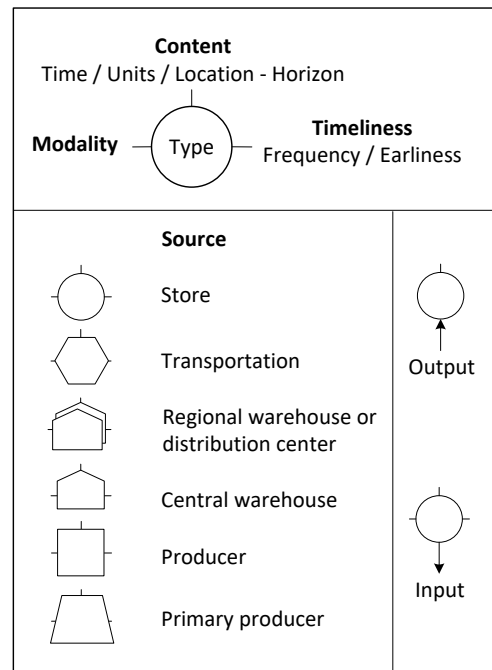 Content
Time / Units / Location - Horizon
Modality
Type
Timeliness
Frequency / Earliness
Source
Store
Transportation
Regional warehouse or
distribution center
Central warehouse
Producer
Primary producer
Output
Input